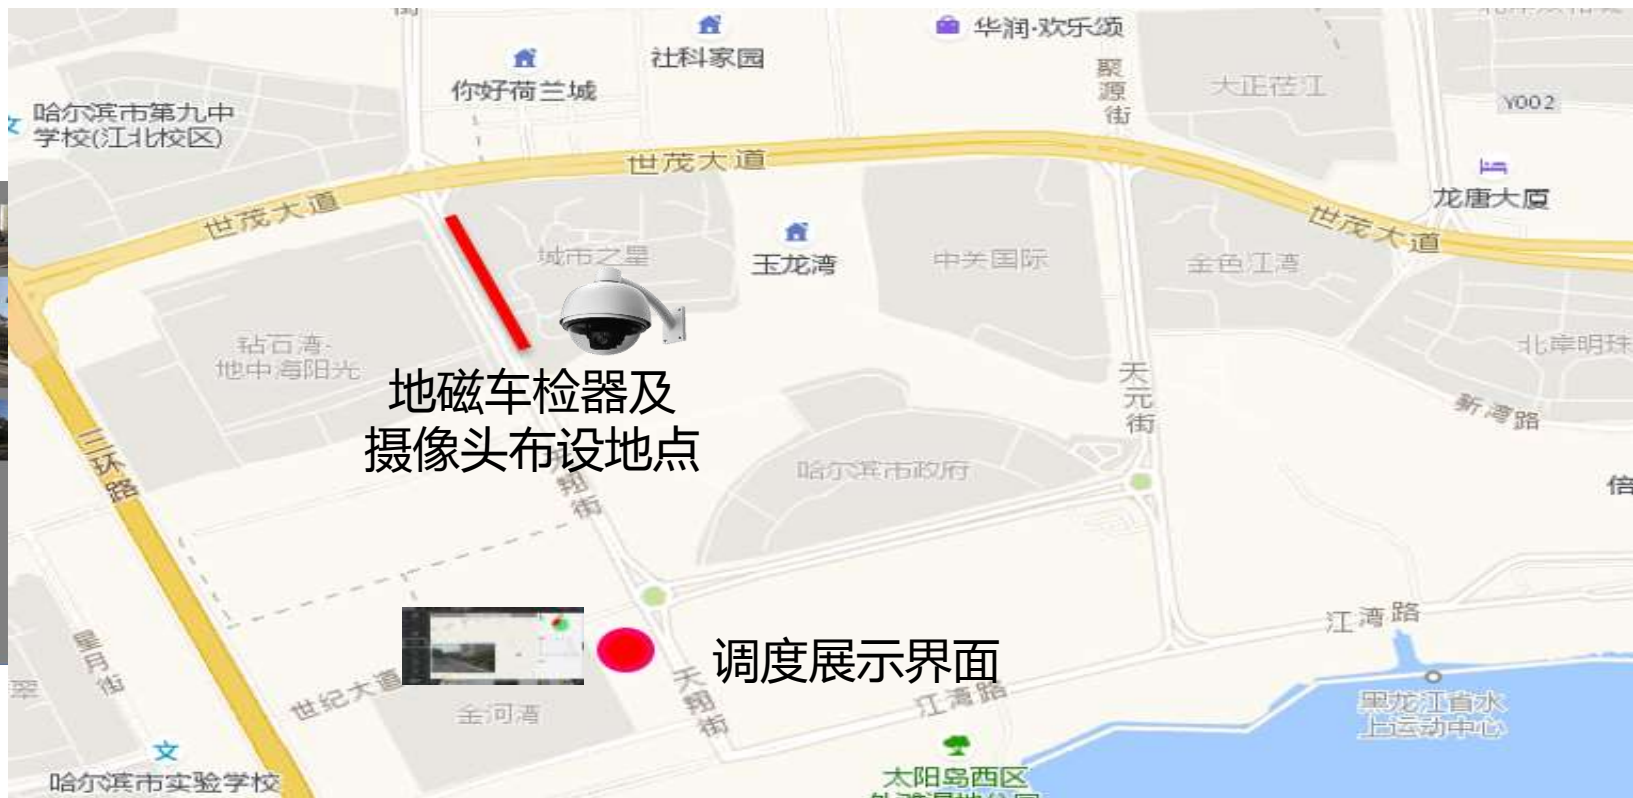 街
华润·欢乐颂
社科家园
你好荷兰城
聚源街
大正莅江
Y002
哈尔滨市第九中
学校(江北校区)
世茂大道
龙唐大厦
世茂大道
世茂大道
城市之星
玉龙湾
中关国际
金色江湾
钻石湾-
地中海阳光
北岸明珠
地磁车检器及
摄像头布设地点
天元街
新湾路
三环路
天翔街
哈尔滨市政府
倍
江湾路
星月街
调度展示界面
翠
世纪大道
金河湾
天翔街
江湾路
黑龙江省水
上运动中心
文
哈尔滨市实验学校
太阳岛西区